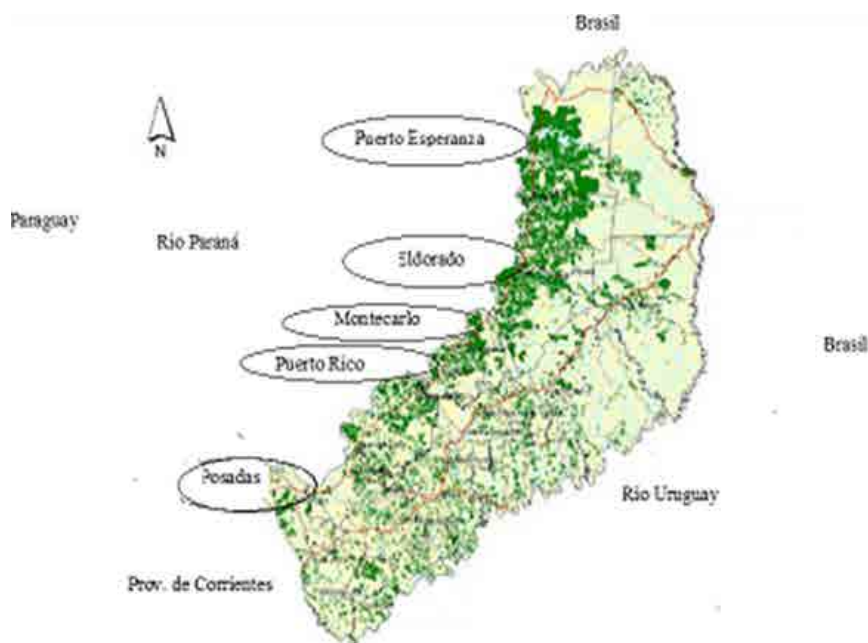 Brasil
Puerto Esperanza
N
Paraguay
Río Paraná
Eldorado
Montecarlo
Brasil
Puerto Rico
Posadas
Río Uruguay
Prov. de Corrientes